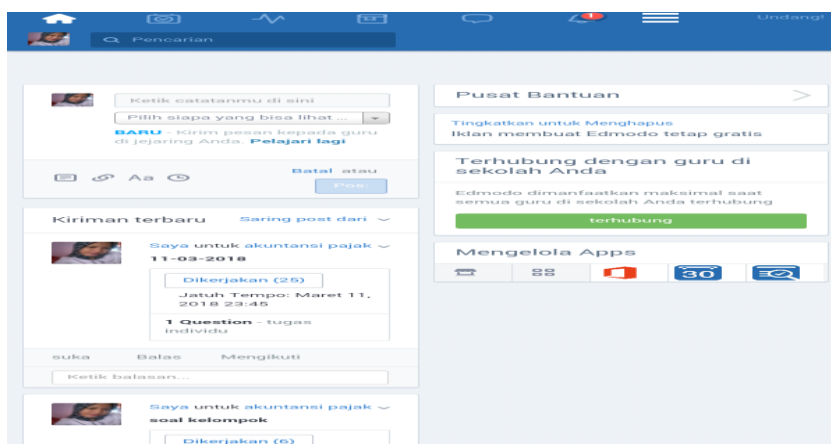 1
Undang!
Pencarian
Ketik catatanmu di sini
Pilih siapa yang bisa lihat ...
BARU - Kirim pesan kepada guru
di jejaring Anda. Pelajari lagi
Aa
Batal atau
Pos
Kiriman terbaru
Saring post dari
Saya untuk akuntansi pajak
11-03-2018
Dikerjakan (25)
Jatuh Tempo: Maret 11,
2018 23:45
1 Question - tugas
individu
suka Balas Mengikuti
Ketik balasan...
Saya untuk akuntansi pajak
soal kelompok
Dikerjakan (6)
Pusat Bantuan
Tingkatkan untuk Menghapus
Iklan membuat Edmodo tetap gratis
Terhubung dengan guru di
sekolah Anda
Edmodo dimanfaatkan maksimal saat
semua guru di sekolah Anda terhubung
terhubung
Mengelola Apps
30